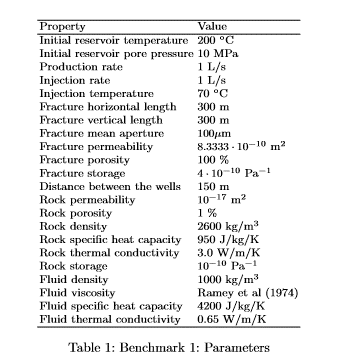 Property Value
Initial reservoir temperature 200 °C
Initial reservoir pore pressure 10 MPa
Production rate 1 L/s
Injection rate 1 L/s
Injection temperature 70 °C
Fracture horizontal length 300 m
Fracture vertical length 300 m
Fracture mean aperture 100μm
Fracture permeability 8.3333 · 10⁻¹⁰ m²
Fracture porosity 100 %
Fracture storage 4 · 10⁻¹⁰ Pa⁻¹
Distance between the wells 150 m
Rock permeability 10⁻¹⁷ m²
Rock porosity 1 %
Rock density 2600 kg/m³
Rock specific heat capacity 950 J/kg/K
Rock thermal conductivity 3.0 W/m/K
Rock storage 10⁻¹⁰ Pa⁻¹
Fluid density 1000 kg/m³
Fluid viscosity Ramey et al (1974)
Fluid specific heat capacity 4200 J/kg/K
Fluid thermal conductivity 0.65 W/m/K
Table 1: Benchmark 1: Parameters